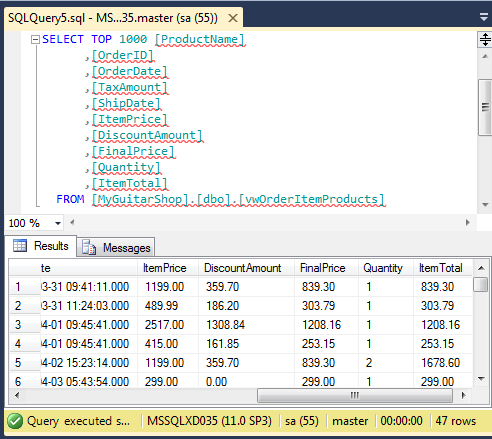 SQLQuery5.sql - MS...35.master (sa (55))
SELECT TOP 1000 [ProductName]
,[OrderID]
,[OrderDate]
,[TaxAmount]
,[ShipDate]
,[ItemPrice]
,[DiscountAmount]
,[FinalPrice]
,[Quantity]
,[ItemTotal]
FROM [MyGuitarShop].[dbo].[vwOrderItemProducts]
100 %
Results Messages
te ItemPrice DiscountAmount FinalPrice Quantity ItemTotal
1 03-31 09:41:11.000 1199.00 359.70 839.30 1 839.30
2 03-31 11:24:03.000 489.99 186.20 303.79 1 303.79
3 04-01 09:45:41.000 2517.00 1308.84 1208.16 1 1208.16
4 04-01 09:45:41.000 415.00 161.85 253.15 1 253.15
5 04-02 15:23:14.000 1199.00 359.70 839.30 2 1678.60
6 04-03 05:43:54.000 299.00 0.00 299.00 1 299.00
Query executed s... MSSQLXD035 (11.0 SP3) sa (55) master 00:00:00 47 rows